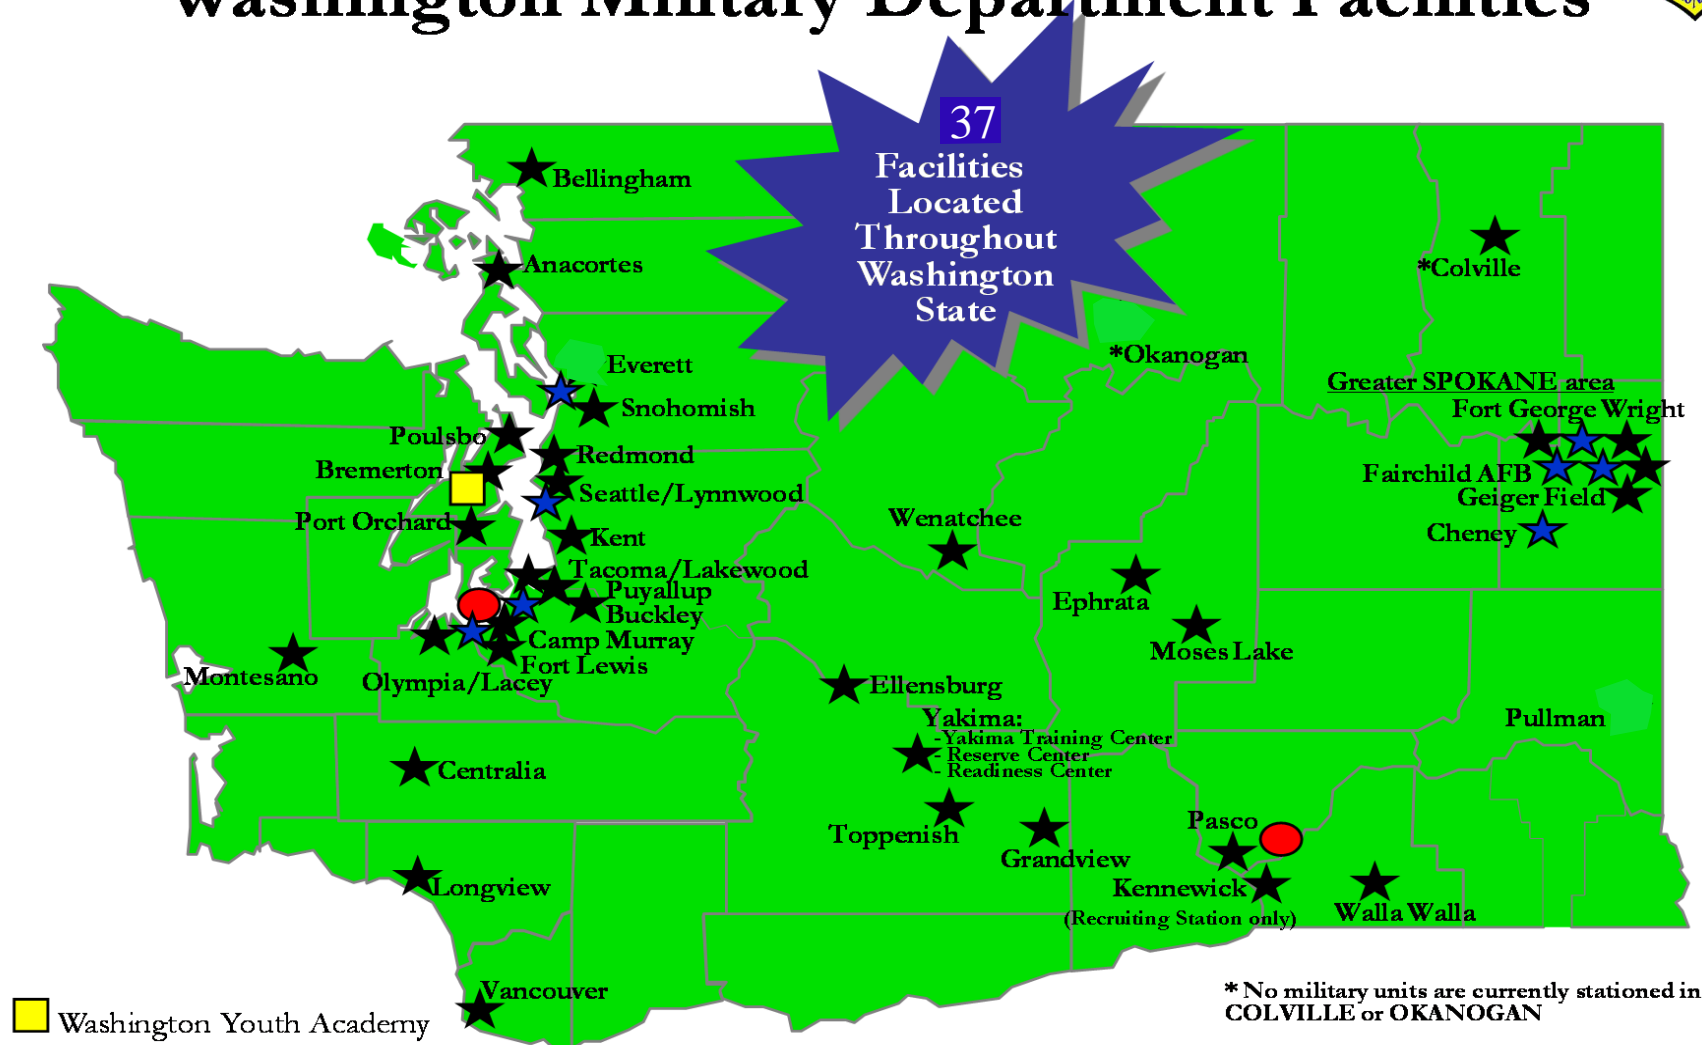 Washington Military Department Facilities
37
Facilities
Located
Throughout
Washington
State
Bellingham
Anacortes
*Colville
*Okanogan
Everett
Greater SPOKANE area
Snohomish
Fort George Wright
Poulsbo
Redmond
Bremerton
Fairchild AFB
Seattle/Lynnwood
Geiger Field
Port Orchard
Wenatchee
Cheney
Kent
Tacoma/Lakewood
Puyallup
Ephrata
Buckley
Camp Murray
Moses Lake
Fort Lewis
Montesano
Olympia/Lacey
Ellensburg
Yakima:
-Yakima Training Center
- Reserve Center
- Readiness Center
Pullman
Centralia
Toppenish
Pasco
Grandview
Longview
Kennewick
(Recruiting Station only)
Walla Walla
Vancouver
Washington Youth Academy
* No military units are currently stationed in
COLVILLE or OKANOGAN